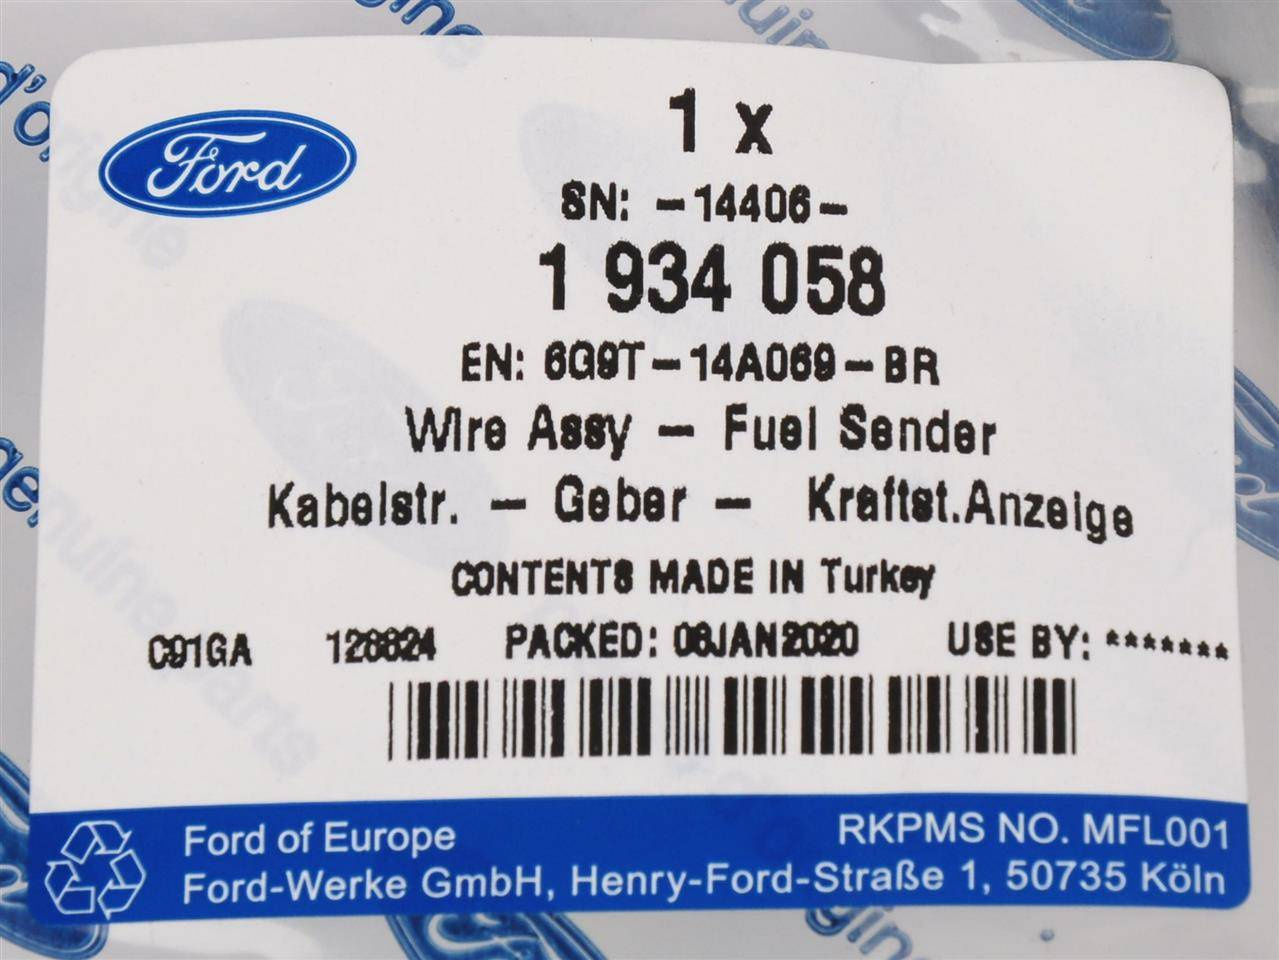 Ford
1 x
SN: -14406-
1 934 058
EN: 6G9T-14A069-BR
Wire Assy - Fuel Sender
Kabelstr. - Geber - Kraftst.Anzeige
CONTENTS MADE IN Turkey
C91GA PACKED: 08JAN2020 USE BY: *******
Ford of Europe RKPMS NO. MFL001
Ford-Werke GmbH, Henry-Ford-Straße 1, 50735 Köln